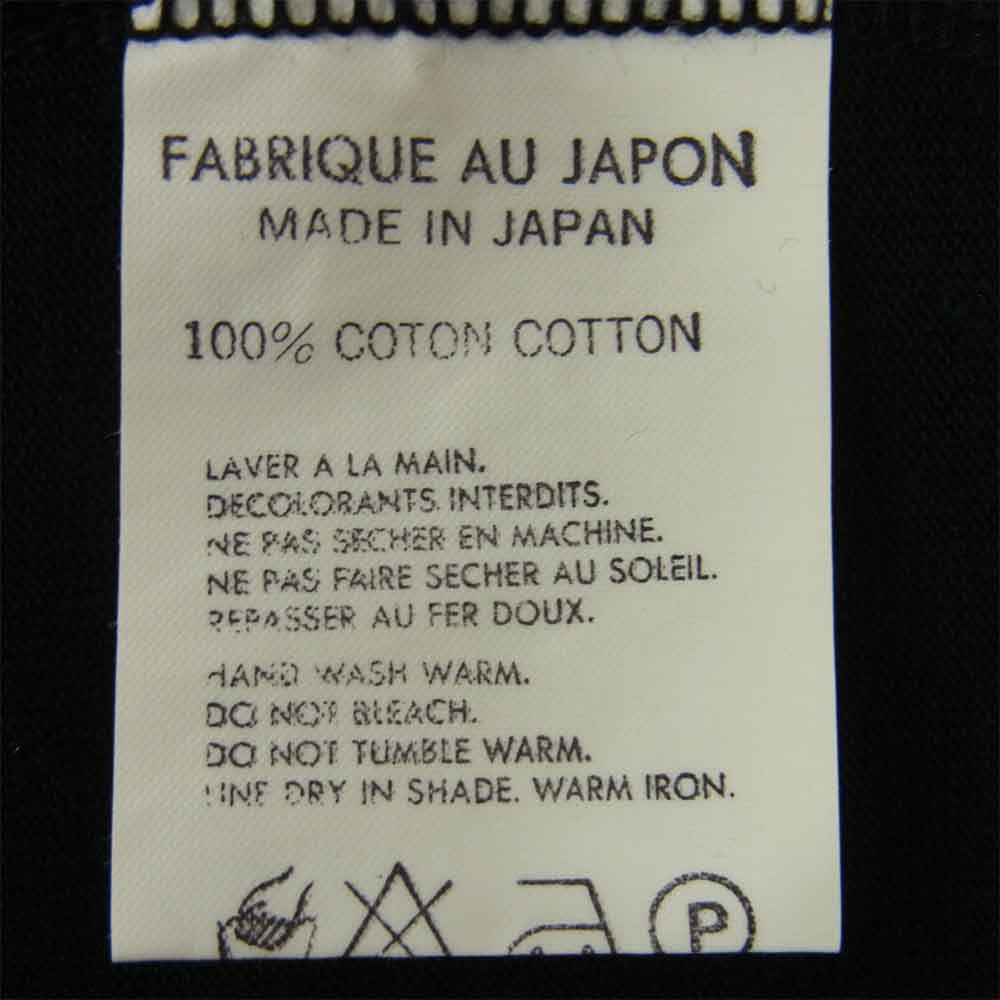 FABRIQUE AU JAPON
MADE IN JAPAN
100% COTON COTTON
LAVER A LA MAIN.
DECOLORANTS INTERDITS.
NE PAS SECHER EN MACHINE.
NE PAS FAIRE SECHER AU SOLEIL.
REPASSER AU FER DOUX.
HAND WASH WARM.
DO NOT BLEACH.
DO NOT TUMBLE WARM.
LINE DRY IN SHADE. WARM IRON.
P